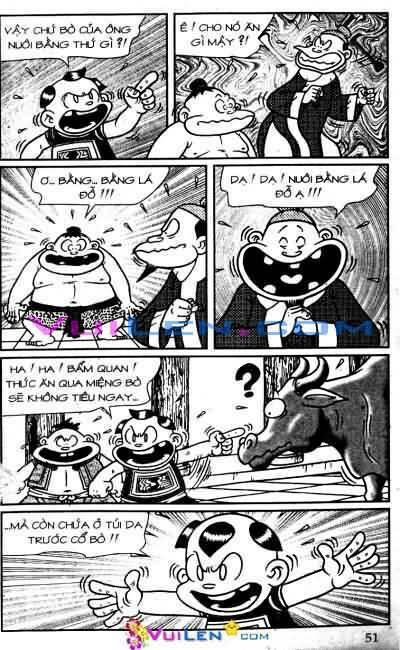 VẬY CHỨ BÒ CỦA ÔNG
NUÔI BẰNG THỨ GÌ ?!
Ê ! CHO NÓ ĂN
GÌ MẬY ?!
Ơ... BẰNG... BẰNG LÁ
ĐỖ !!!
DẠ ! DẠ ! NUÔI BẰNG LÁ
ĐỖ Ạ !!!
VUILEN.COM
HA ! HA ! BẨM QUAN !
THỨC ĂN QUA MIỆNG BÒ
SẼ KHÔNG TIÊU NGAY...
?
...MÀ CÒN CHỨA Ở TÚI DA
TRƯỚC CỔ BÒ !!
51
VUILEN.COM